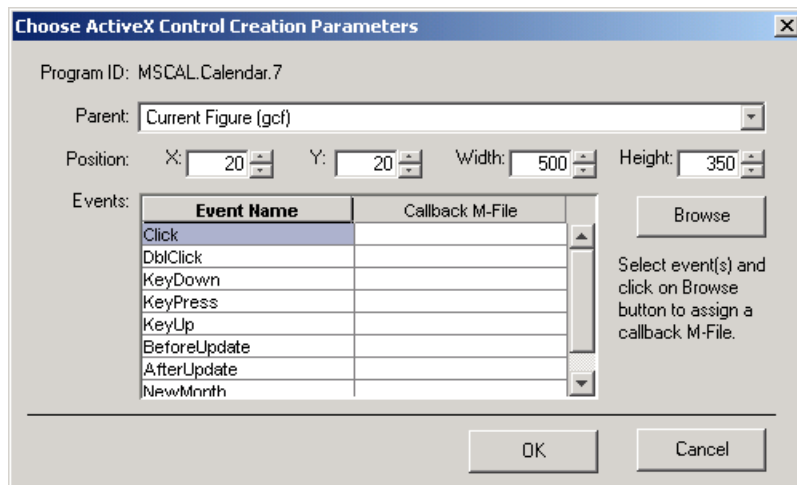 Choose ActiveX Control Creation Parameters
Program ID: MSCAL.Calendar.7
Parent: Current Figure (gcf)
Position: X: 20 Y: 20 Width: 500 Height: 350
Events: Event Name Callback M-File Browse
Click
DblClick
KeyDown
KeyPress
KeyUp
BeforeUpdate
AfterUpdate
NewMonth
Select event(s) and
click on Browse
button to assign a
callback M-File.
OK Cancel